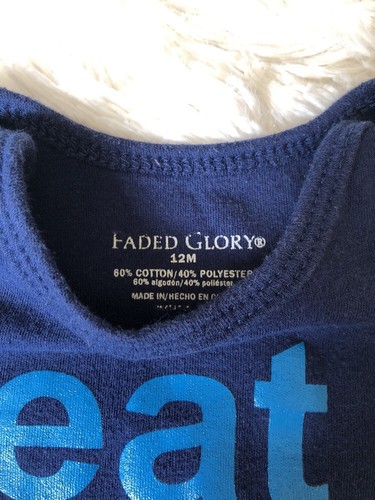 FADED GLORY®
12M
60% COTTON/40% POLYESTER
60% algodón/40% poliéster
MADE IN/HECHO EN
eat